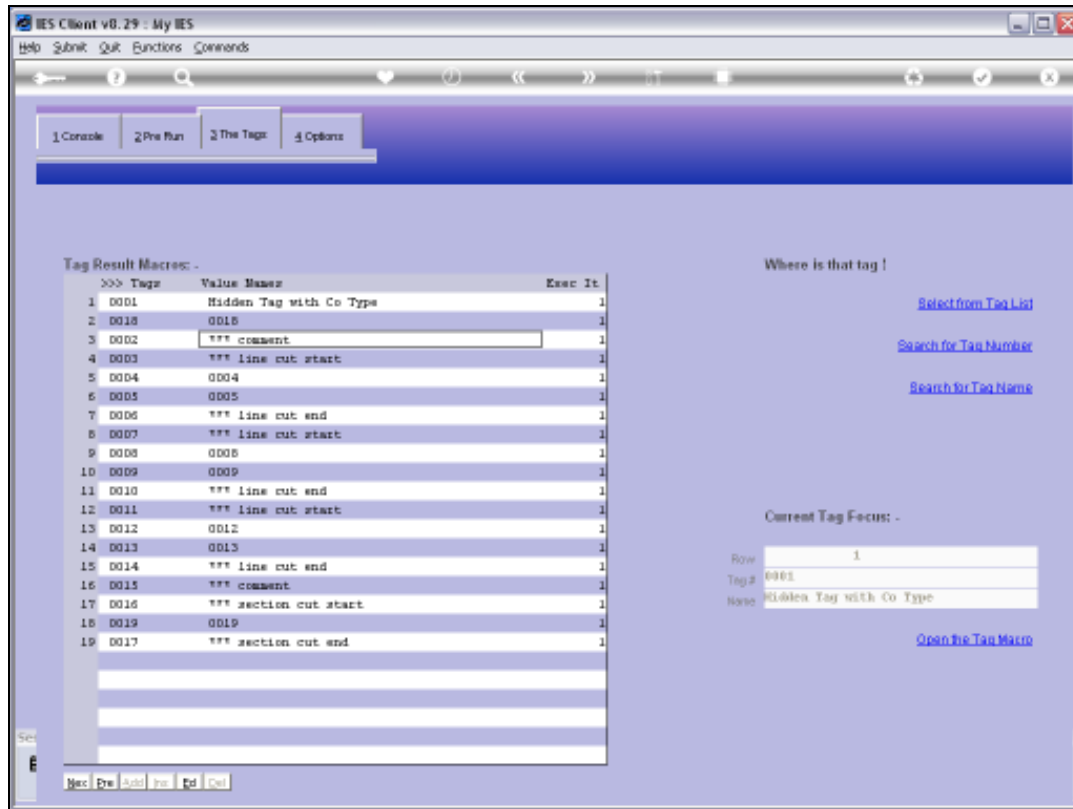 IES Client v8.29 : My IES
Help Submit Quit Functions Commands
1 Console 2 Pre Run 3 The Tags 4 Options
Tag Result Macros: -
>>> Tags Value Names Exec It
1 0001 Hidden Tag with Co Type 1
2 0018 0018 1
3 0002 *** comment 1
4 0003 *** line cut start 1
5 0004 0004 1
6 0005 0005 1
7 0006 *** line cut end 1
8 0007 *** line cut start 1
9 0008 0008 1
10 0009 0009 1
11 0010 *** line cut end 1
12 0011 *** line cut start 1
13 0012 0012 1
14 0013 0013 1
15 0014 *** line cut end 1
16 0015 *** comment 1
17 0016 *** section cut start 1
18 0019 0019 1
19 0017 *** section cut end 1
Nex Pre Add Ins Ed Del
Where is that tag !
Select from Tag List
Search for Tag Number
Search for Tag Name
Current Tag Focus: -
Row 1
Tag # 0001
Name Hidden Tag with Co Type
Open the Tag Macro